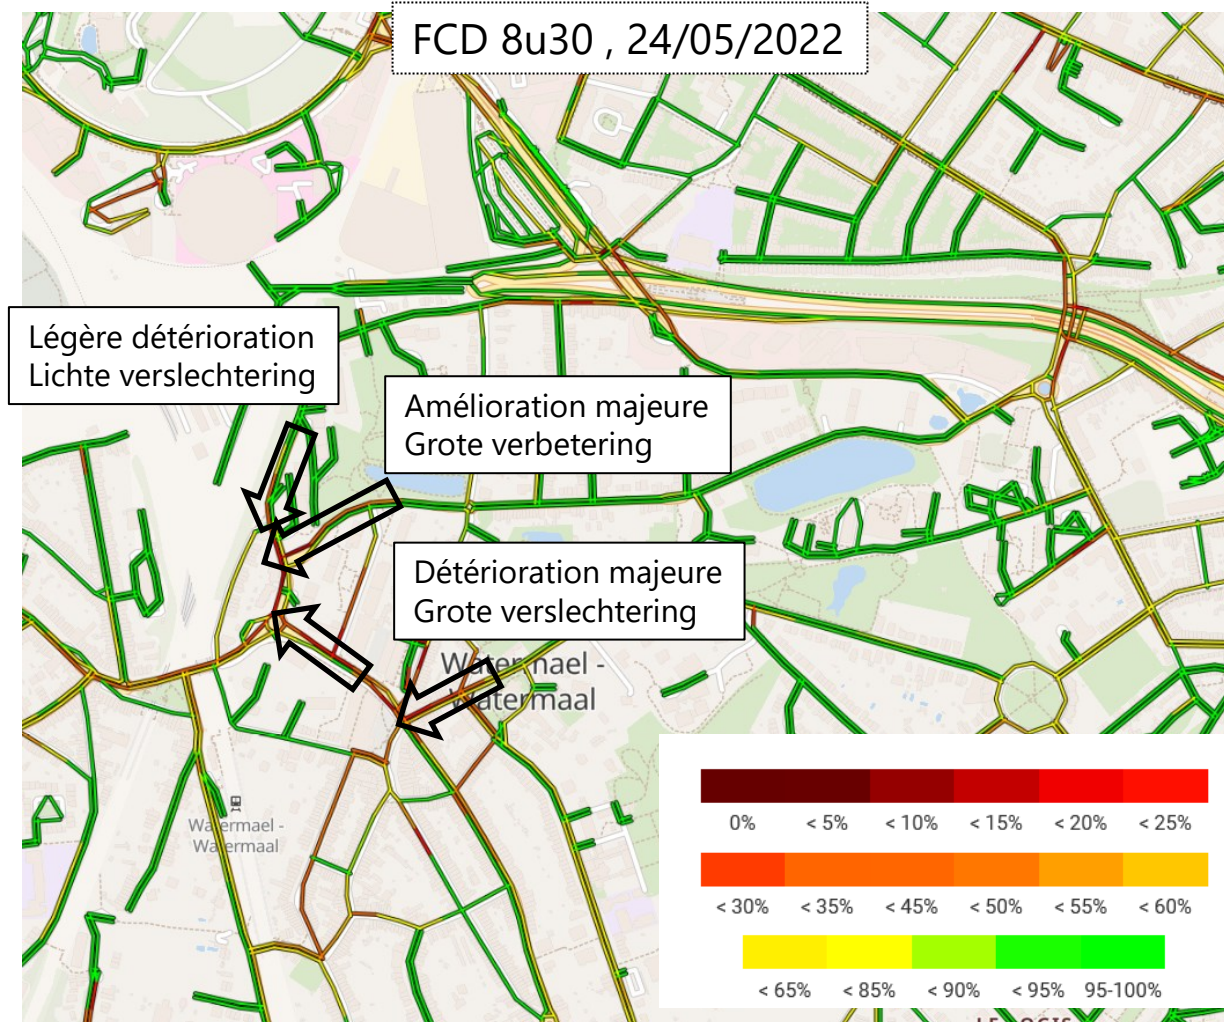 FCD 8u30 , 24/05/2022
Légère détérioration
Lichte verslechtering
Amélioration majeure
Grote verbetering
Détérioration majeure
Grote verslechtering
Watermael -
Watermaal
Watermael -
Watermaal
0% < 5% < 10% < 15% < 20% < 25%
< 30% < 35% < 45% < 50% < 55% < 60%
< 65% < 85% < 90% < 95% 95-100%